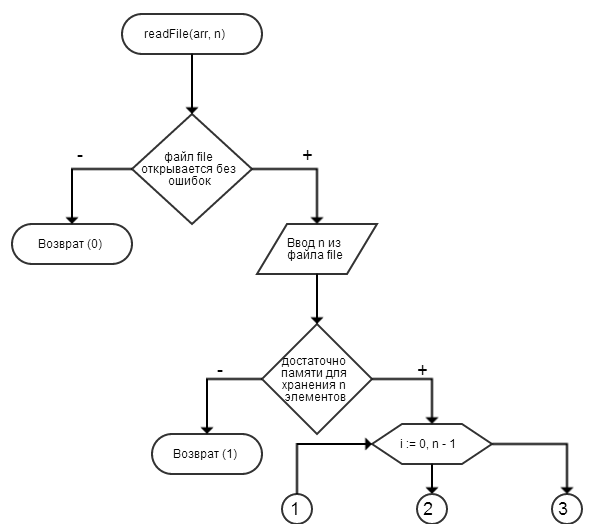 readFile(arr, n)
-
+
файл file
открывается без
ошибок
Возврат (0)
Ввод n из
файла file
-
+
достаточно
памяти для
хранения n
элементов
Возврат (1)
i := 0, n - 1
1
2
3